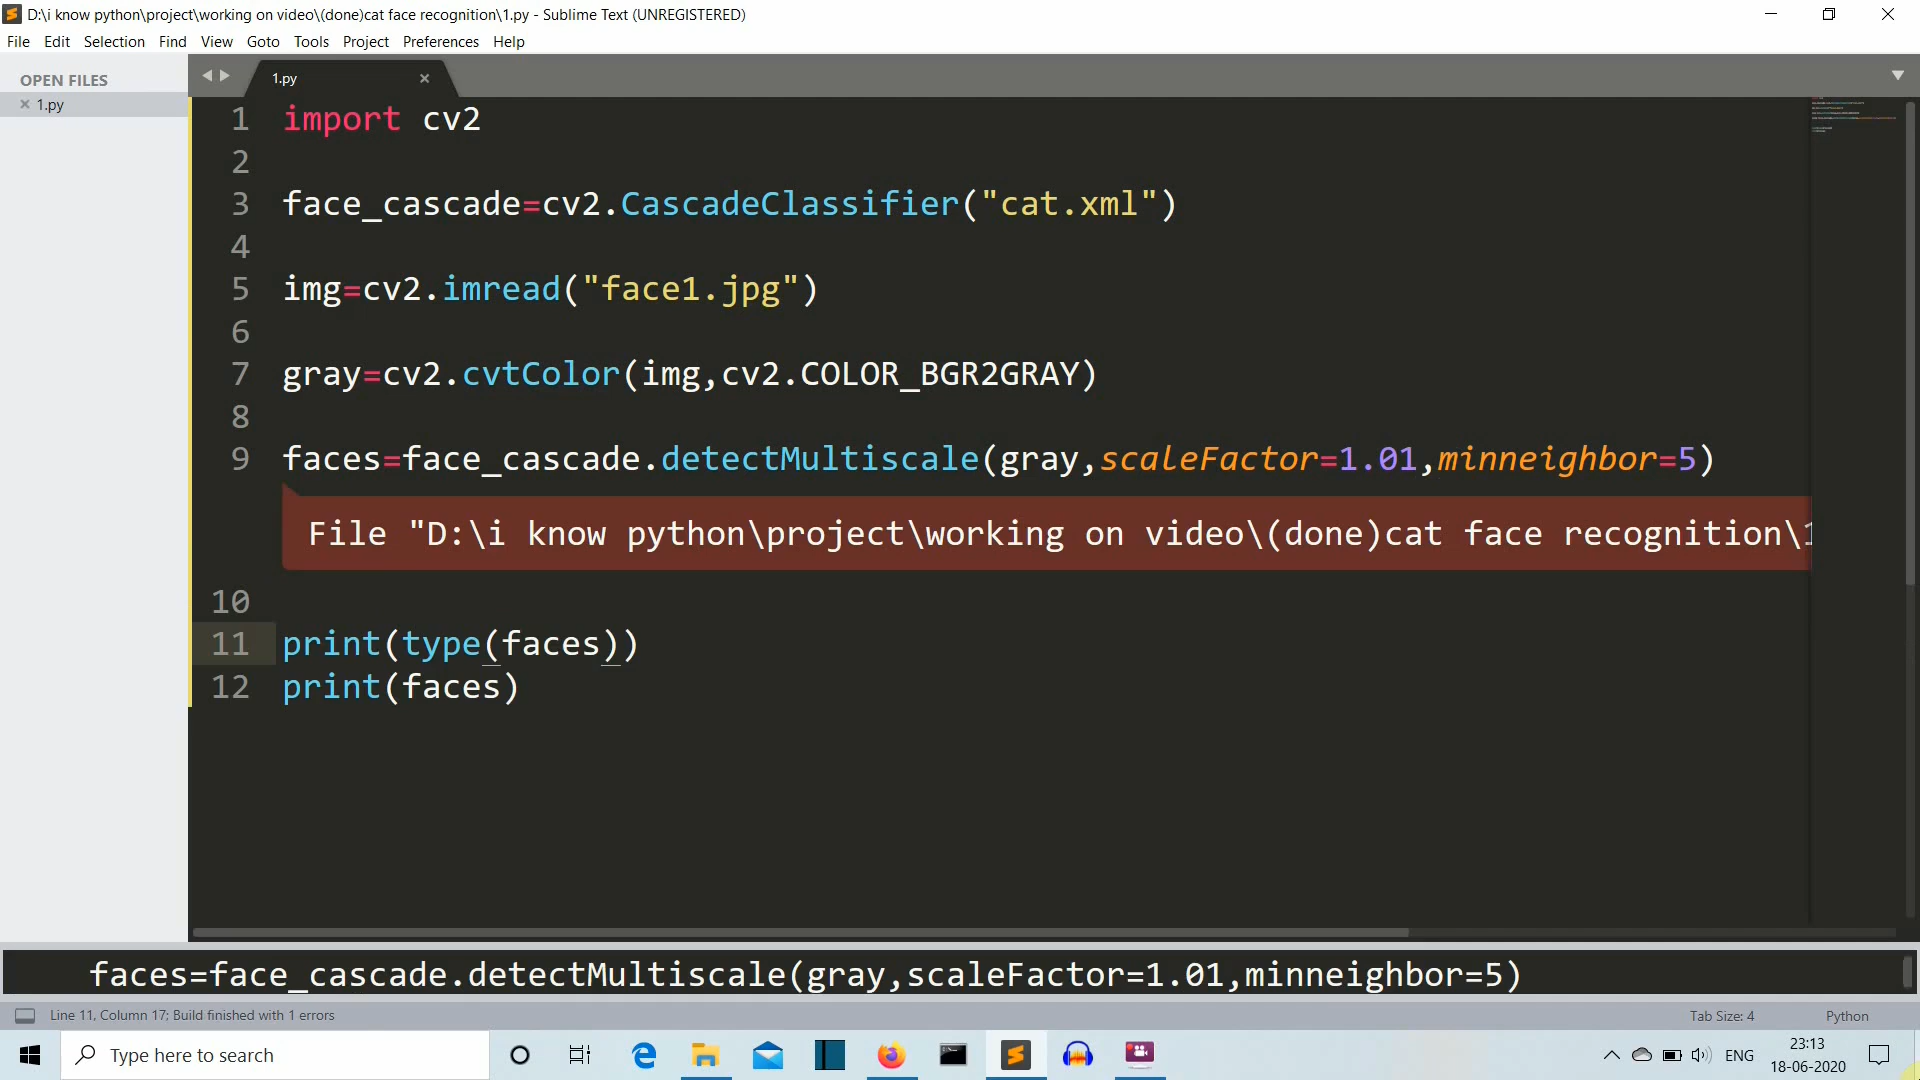 D:\i know python\project\working on video\(done)cat face recognition\1.py - Sublime Text (UNREGISTERED)
File Edit Selection Find View Goto Tools Project Preferences Help
OPEN FILES
1.py
1.py
1 import cv2
2
3 face_cascade=cv2.CascadeClassifier("cat.xml")
4
5 img=cv2.imread("face1.jpg")
6
7 gray=cv2.cvtColor(img,cv2.COLOR_BGR2GRAY)
8
9 faces=face_cascade.detectMultiscale(gray,scaleFactor=1.01,minneighbor=5)
File "D:\i know python\project\working on video\(done)cat face recognition\1
10
11 print(type(faces))
12 print(faces)
faces=face_cascade.detectMultiscale(gray,scaleFactor=1.01,minneighbor=5)
Line 11, Column 17; Build finished with 1 errors
Tab Size: 4
Python
Type here to search
ENG
23:13
18-06-2020